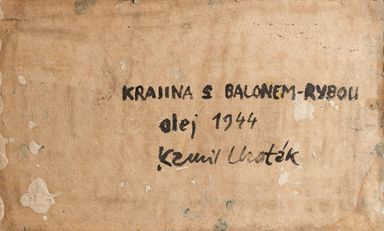 KRAJINA S BALONEM-RYBOU
olej 1944
Kamil Lhoták